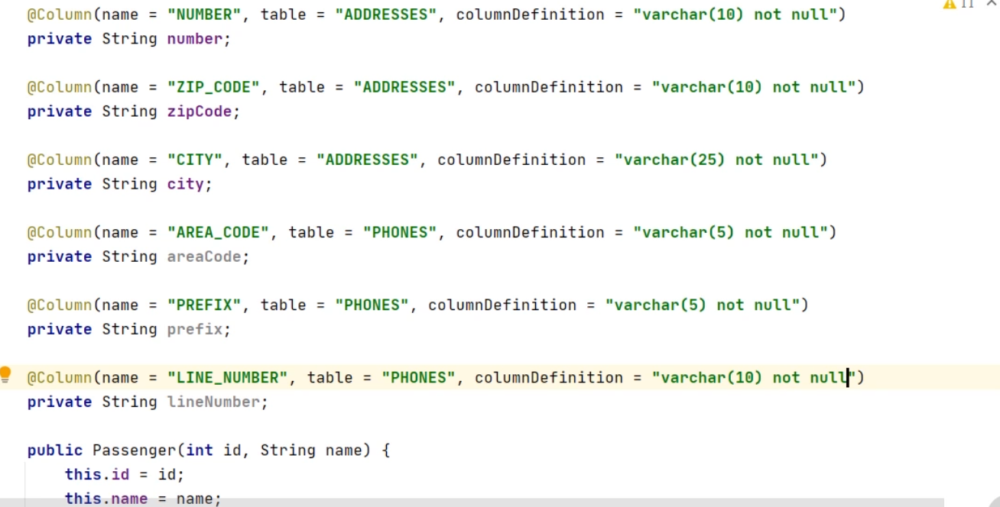 @Column(name = "NUMBER", table = "ADDRESSES", columnDefinition = "varchar(10) not null")
private String number;
@Column(name = "ZIP_CODE", table = "ADDRESSES", columnDefinition = "varchar(10) not null")
private String zipCode;
@Column(name = "CITY", table = "ADDRESSES", columnDefinition = "varchar(25) not null")
private String city;
@Column(name = "AREA_CODE", table = "PHONES", columnDefinition = "varchar(5) not null")
private String areaCode;
@Column(name = "PREFIX", table = "PHONES", columnDefinition = "varchar(5) not null")
private String prefix;
@Column(name = "LINE_NUMBER", table = "PHONES", columnDefinition = "varchar(10) not null")
private String lineNumber;
public Passenger(int id, String name) {
this.id = id;
this.name = name;